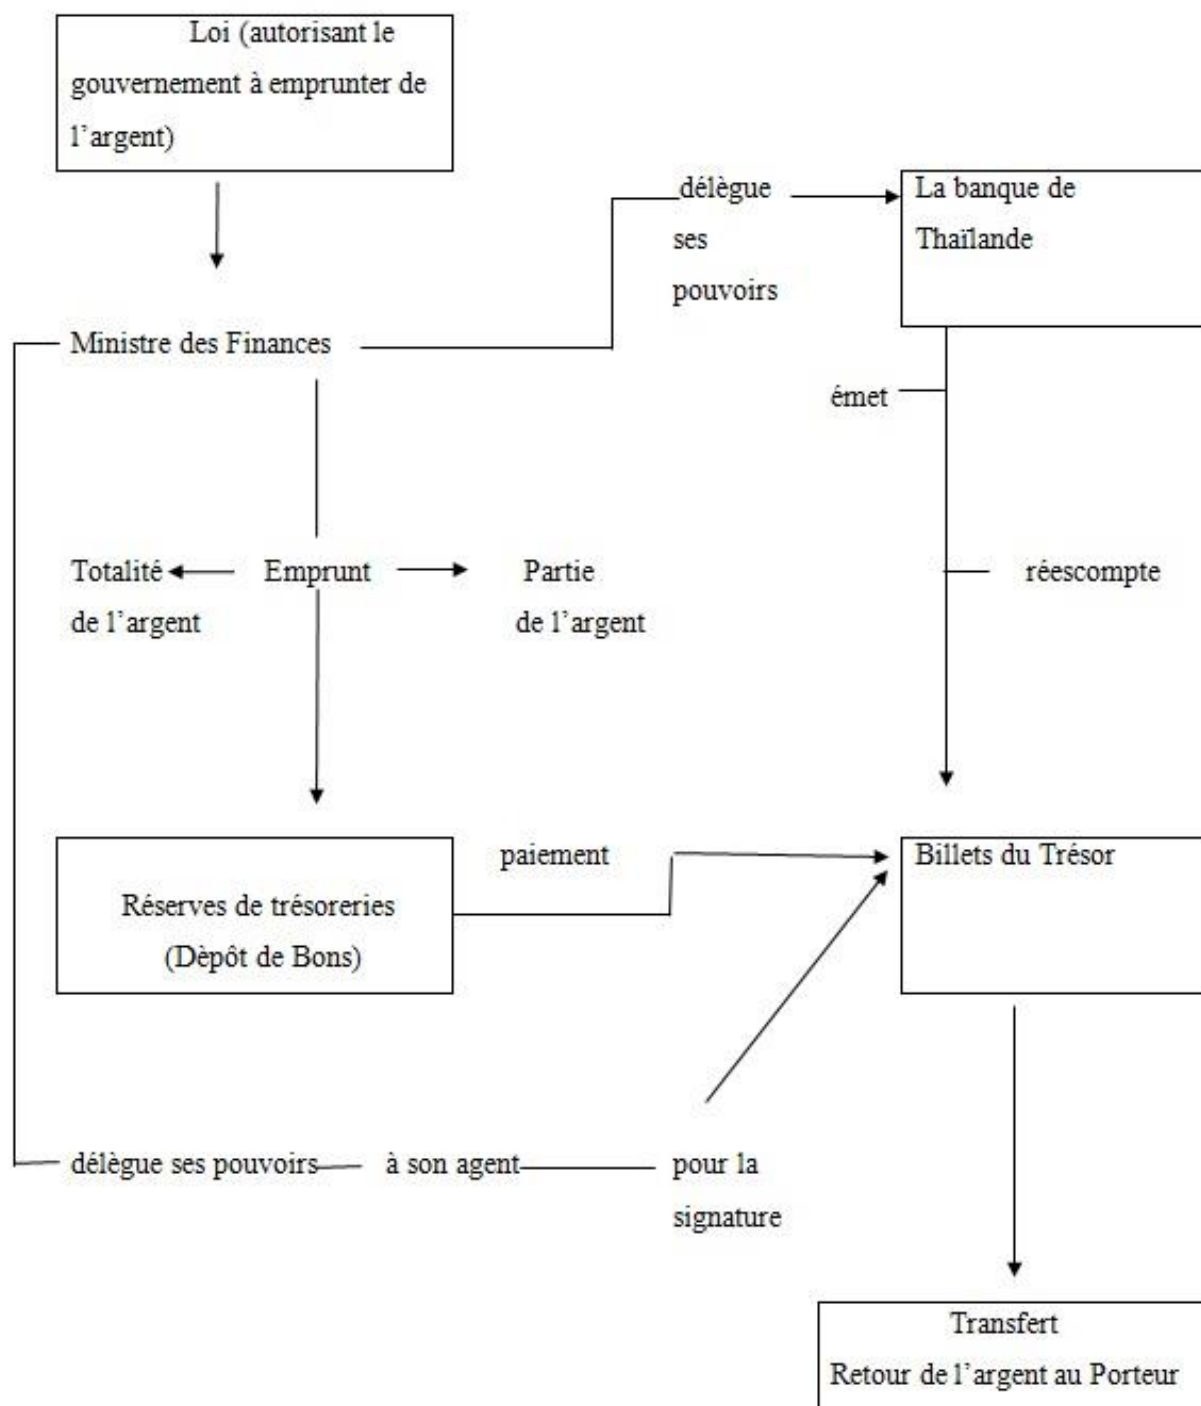 Loi (autorisant le
gouvernement à emprunter de
l’argent)
délègue
ses
pouvoirs
La banque de
Thaïlande
Ministre des Finances
émet
Totalité
de l’argent
Emprunt
Partie
de l’argent
réescompte
Réserves de trésoreries
(Dèpôt de Bons)
paiement
Billets du Trésor
délègue ses pouvoirs
à son agent
pour la
signature
Transfert
Retour de l’argent au Porteur